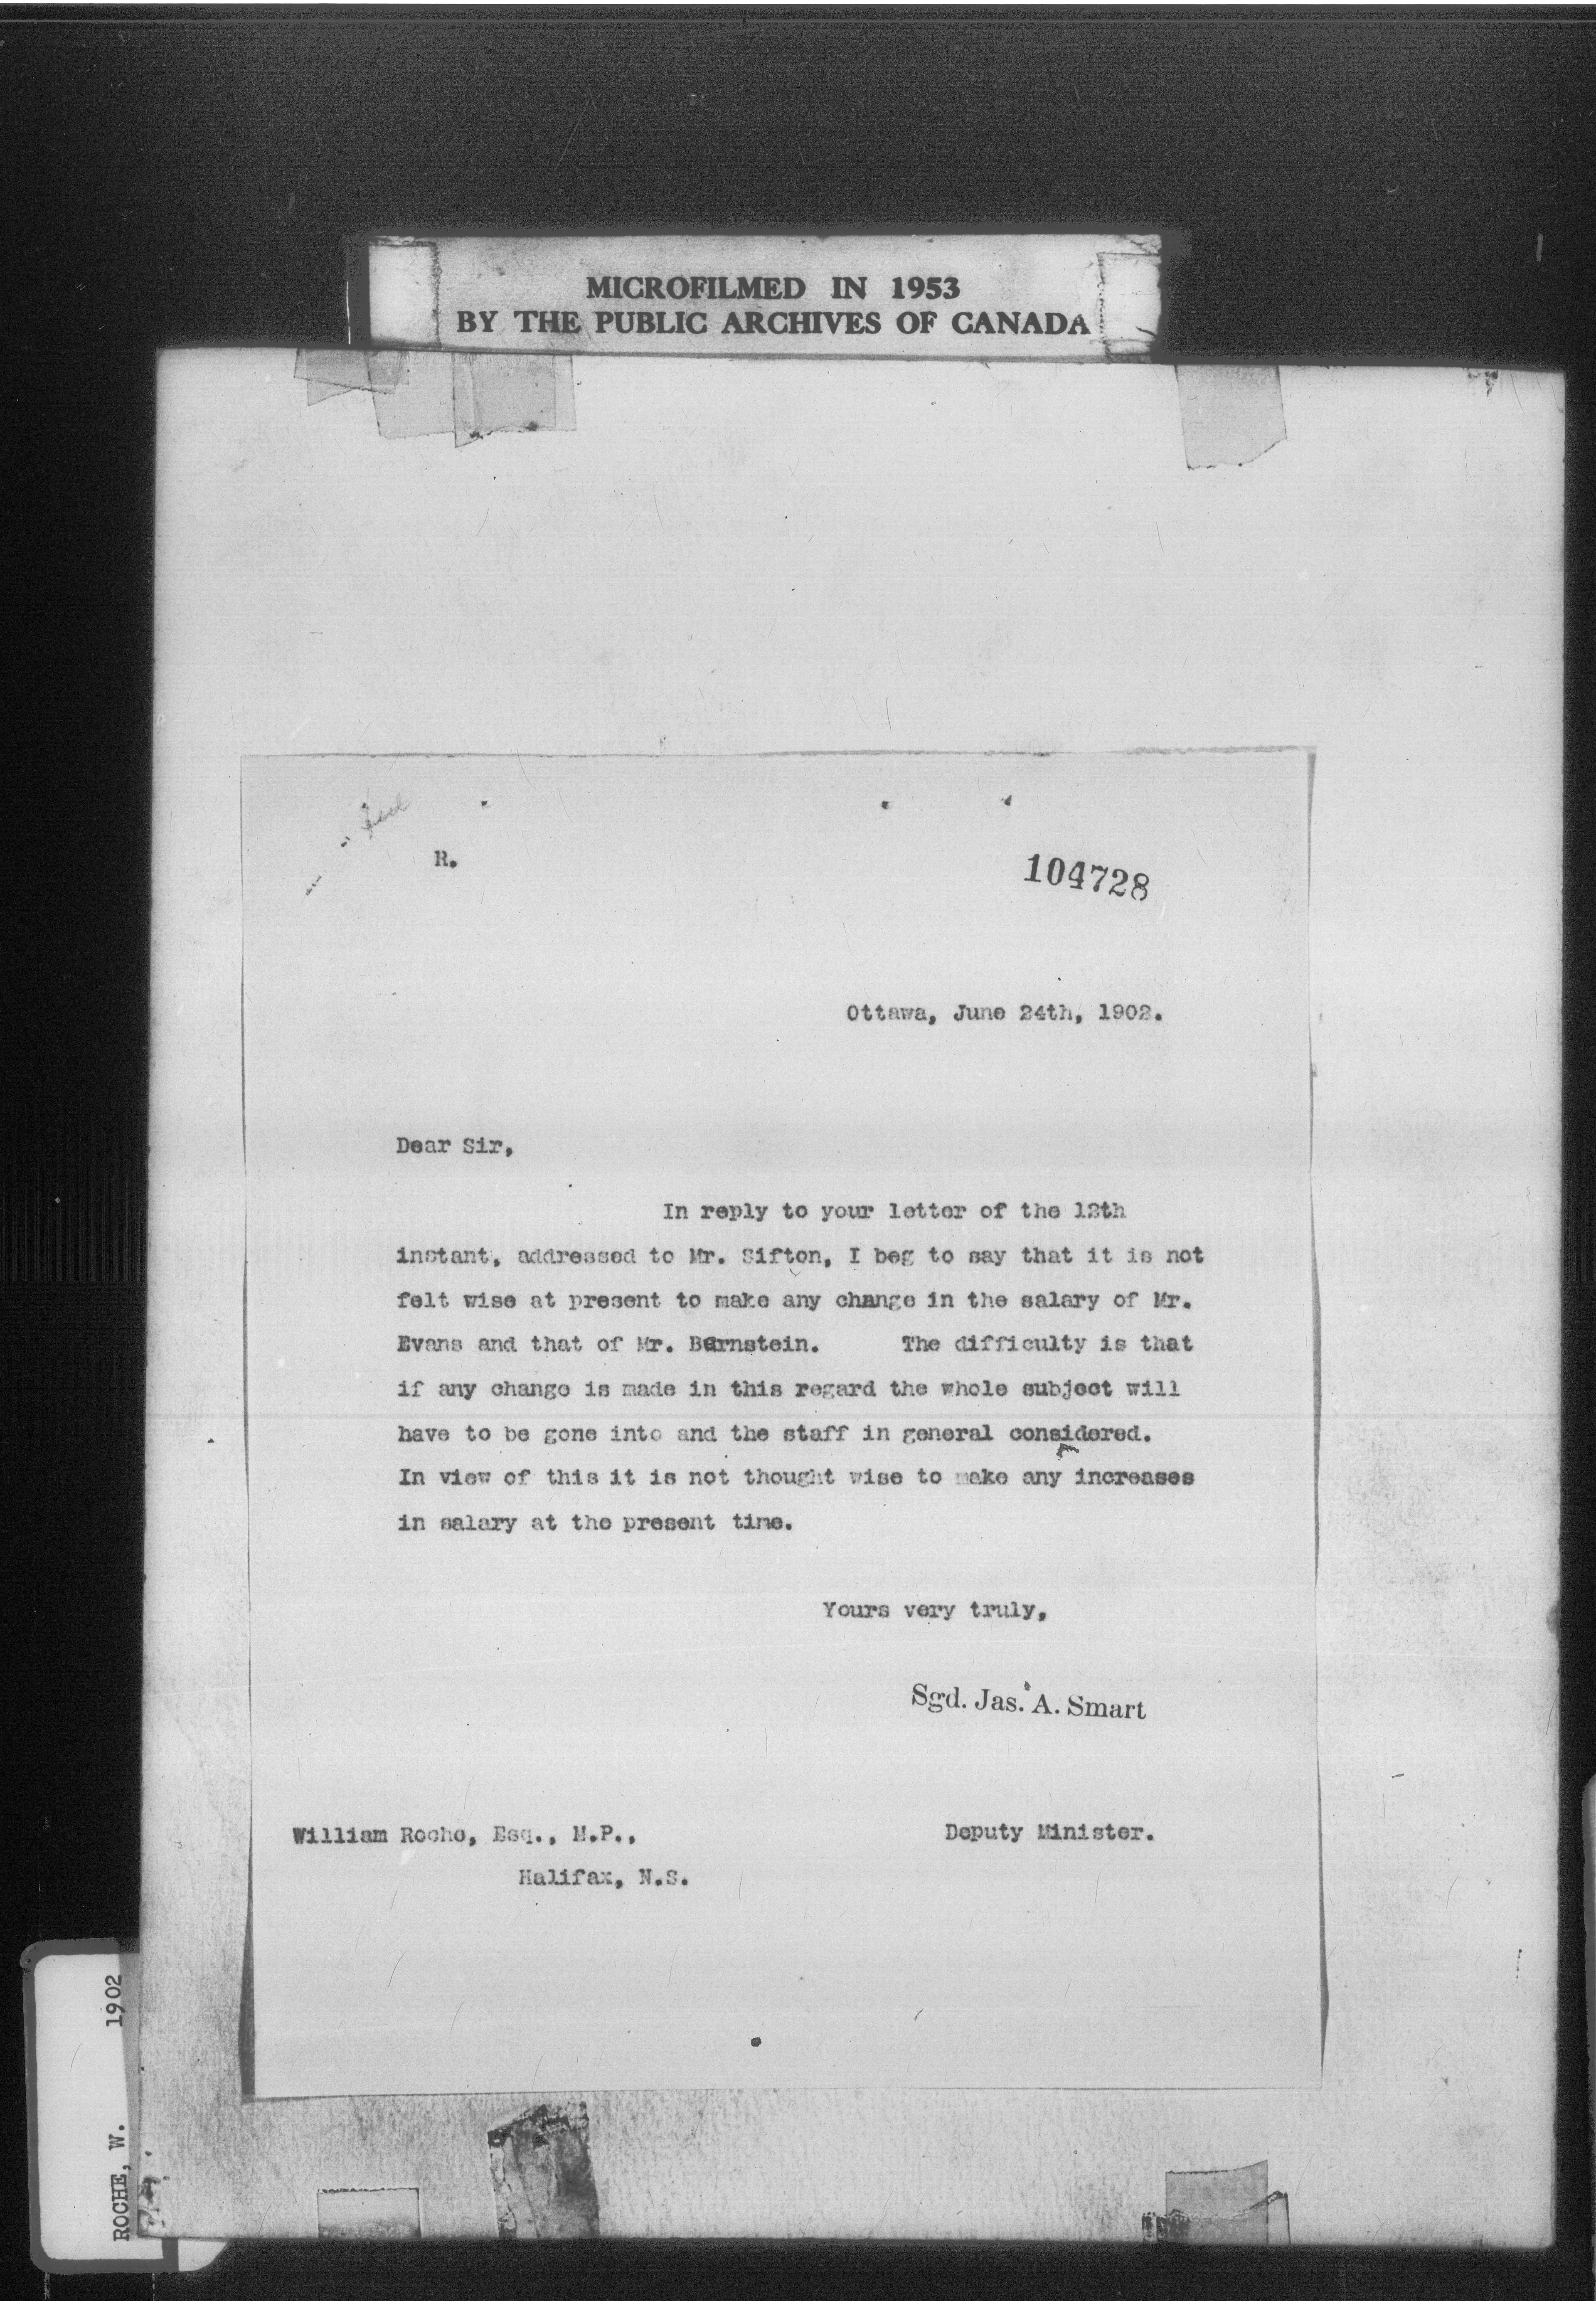 MICROFILMED IN 1953
BY THE PUBLIC ARCHIVES OF CANADA
R.
104728
Ottawa, June 24th, 1902.
Dear Sir,
In reply to your letter of the 12th
instant, addressed to Mr. Sifton, I beg to say that it is not
felt wise at present to make any change in the salary of Mr.
Evans and that of Mr. Bernstein. The difficulty is that
if any change is made in this regard the whole subject will
have to be gone into and the staff in general considered.
In view of this it is not thought wise to make any increases
in salary at the present time.
Yours very truly,
Sgd. Jas. A. Smart
William Roche, Esq., M.P.,
Deputy Minister.
Halifax, N.S.
ROCHE, W. 1902